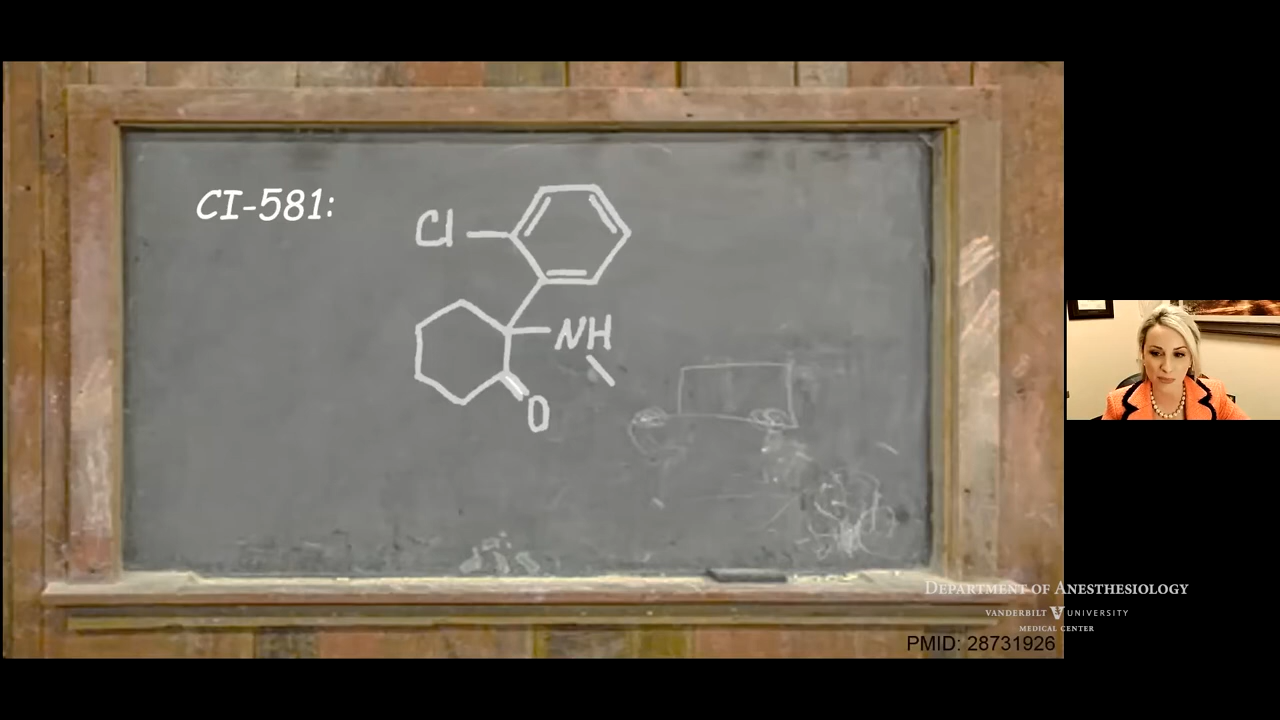 CI-581:
Cl
NH
O
DEPARTMENT OF ANESTHESIOLOGY
VANDERBILT UNIVERSITY
MEDICAL CENTER
PMID: 28731926